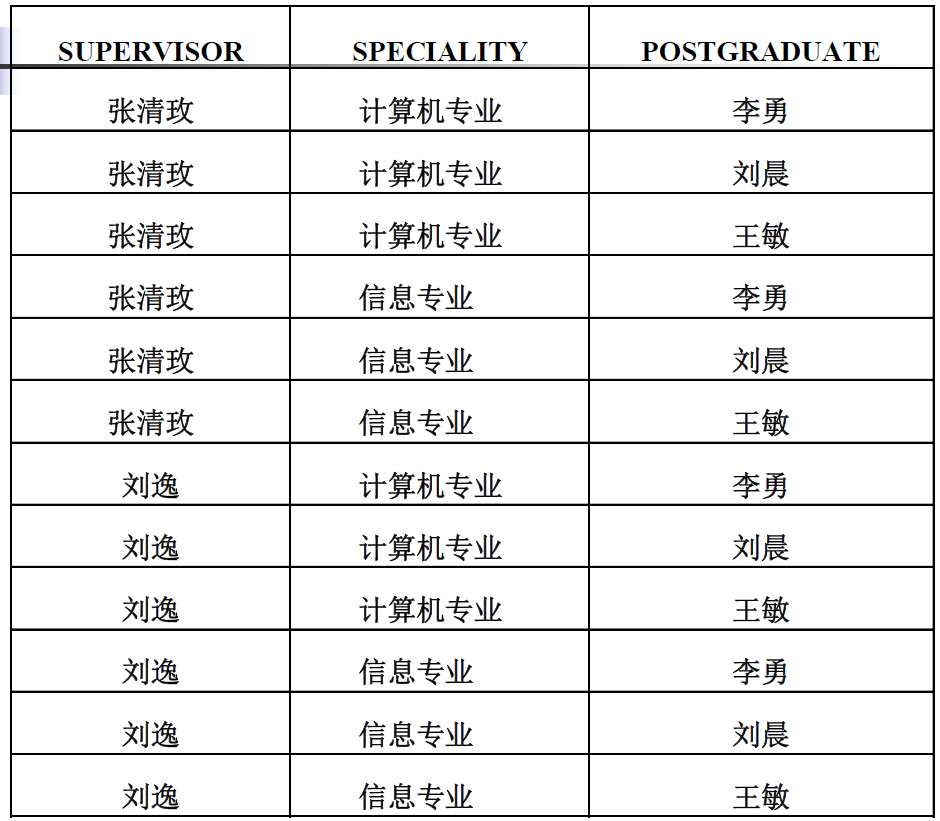 SUPERVISOR SPECIALITY POSTGRADUATE
张清玫 计算机专业 李勇
张清玫 计算机专业 刘晨
张清玫 计算机专业 王敏
张清玫 信息专业 李勇
张清玫 信息专业 刘晨
张清玫 信息专业 王敏
刘逸 计算机专业 李勇
刘逸 计算机专业 刘晨
刘逸 计算机专业 王敏
刘逸 信息专业 李勇
刘逸 信息专业 刘晨
刘逸 信息专业 王敏